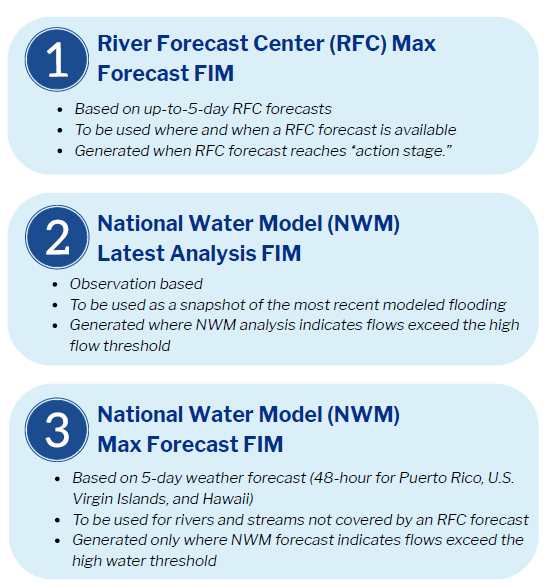 1
River Forecast Center (RFC) Max
Forecast FIM
• Based on up-to-5-day RFC forecasts
• To be used where and when a RFC forecast is available
• Generated when RFC forecast reaches “action stage.”
2
National Water Model (NWM)
Latest Analysis FIM
• Observation based
• To be used as a snapshot of the most recent modeled flooding
• Generated where NWM analysis indicates flows exceed the high
flow threshold
3
National Water Model (NWM)
Max Forecast FIM
• Based on 5-day weather forecast (48-hour for Puerto Rico, U.S.
Virgin Islands, and Hawaii)
• To be used for rivers and streams not covered by an RFC forecast
• Generated only where NWM forecast indicates flows exceed the
high water threshold